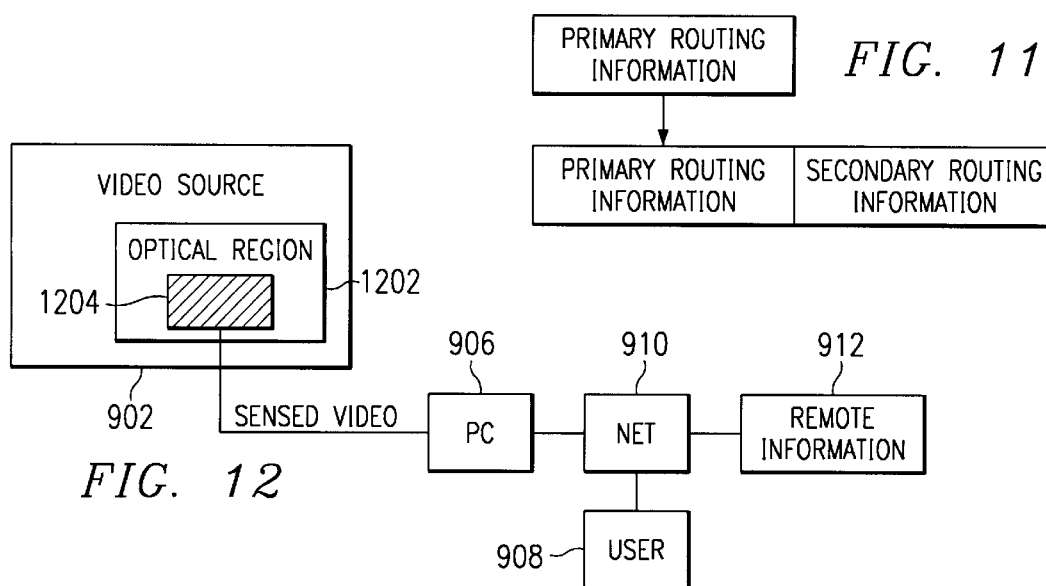 PRIMARY ROUTING
INFORMATION
FIG. 11
PRIMARY ROUTING
INFORMATION
SECONDARY ROUTING
INFORMATION
VIDEO SOURCE
OPTICAL REGION
1204
1202
902
SENSED VIDEO
906
PC
910
NET
912
REMOTE
INFORMATION
908
USER
FIG. 12